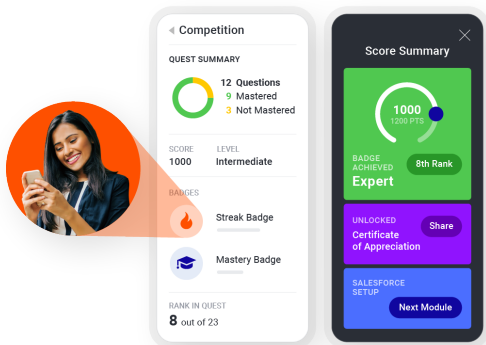 Competition
QUEST SUMMARY
12 Questions
9 Mastered
3 Not Mastered
SCORE
LEVEL
1000
Intermediate
BADGES
Streak Badge
Mastery Badge
RANK IN QUEST
8 out of 23
Score Summary
1000
1200 PTS
BADGE
ACHIEVED
Expert
8th Rank
UNLOCKED
Certificate
of Appreciation
Share
SALESFORCE
SETUP
Next Module